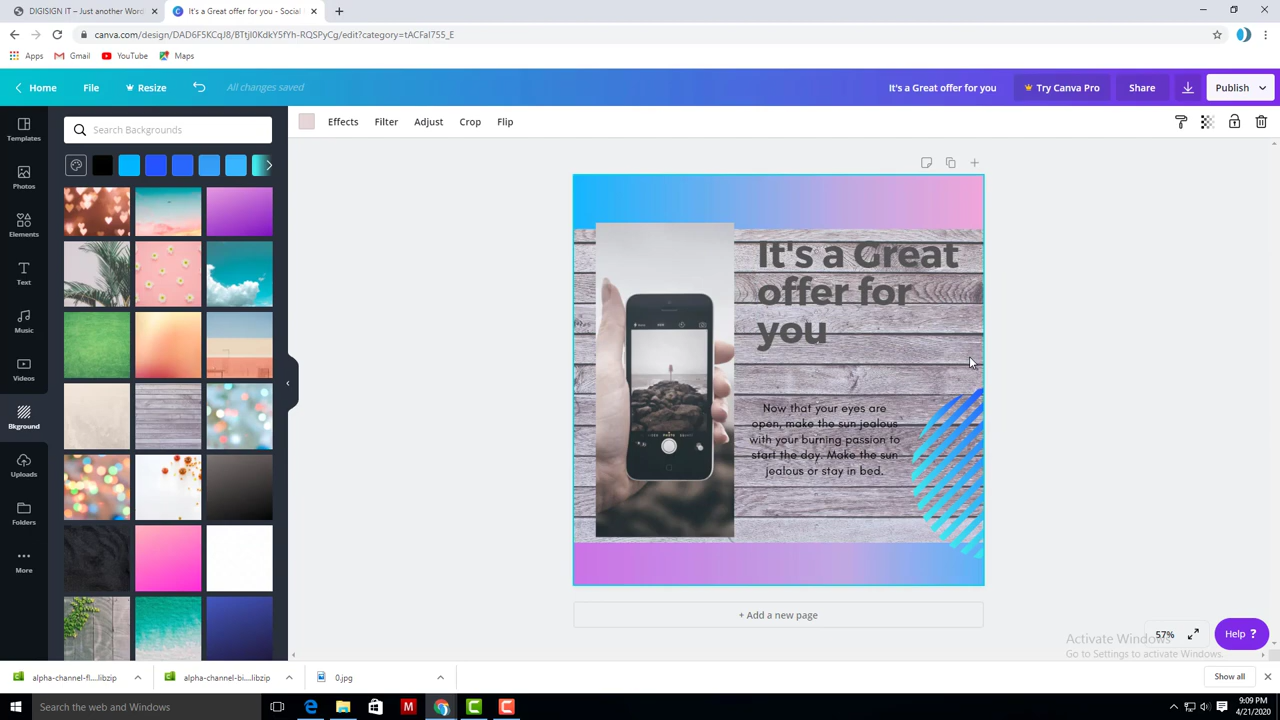 DIGISIGN IT – Just another Word
It's a Great offer for you - Social
canva.com/design/DAD6F5KCqJ8/BTtjI0KdkY5fYh-RQSPyCg/edit?category=tACFaI755_E
Apps Gmail YouTube Maps
Home File Resize All changes saved It's a Great offer for you Try Canva Pro Share Publish
Templates
Photos
Elements
Text
Music
Videos
Bkground
Uploads
Folders
More
Search Backgrounds
Effects Filter Adjust Crop Flip
It's a Great
offer for
you
Now that your eyes are
open, make the sun jealous
with your burning passion to
start the day. Make the sun
jealous or stay in bed.
+ Add a new page
57%
Help ?
Activate Windows
Go to Settings to activate Windows.
alpha-channel-fl....libzip alpha-channel-bi....libzip 0.jpg Show all
Search the web and Windows
9:09 PM
4/21/2020